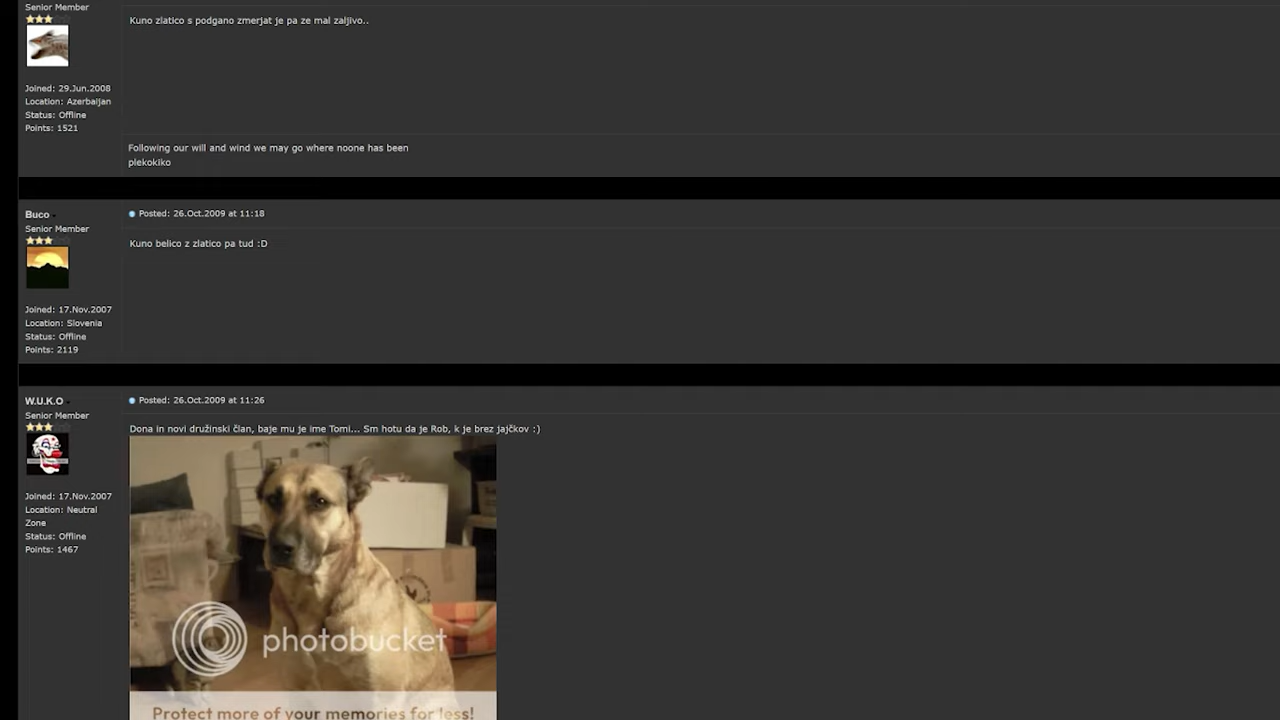 Senior Member
Kuno zlatico s podgano zmerjat je pa ze mal zaljivo..
Joined: 29.Jun.2008
Location: Azerbaijan
Status: Offline
Points: 1521
Following our will and wind we may go where noone has been
plekokiko
Buco
Posted: 26.Oct.2009 at 11:18
Senior Member
Kuno belico z zlatico pa tud :D
Joined: 17.Nov.2007
Location: Slovenia
Status: Offline
Points: 2119
W.U.K.O
Posted: 26.Oct.2009 at 11:26
Senior Member
Dona in novi družinski član, baje mu je ime Tomi... Sm hotu da je Rob, k je brez jajčkov :)
Joined: 17.Nov.2007
Location: Neutral
Zone
Status: Offline
Points: 1467
photobucket
Protect more of your memories for less!